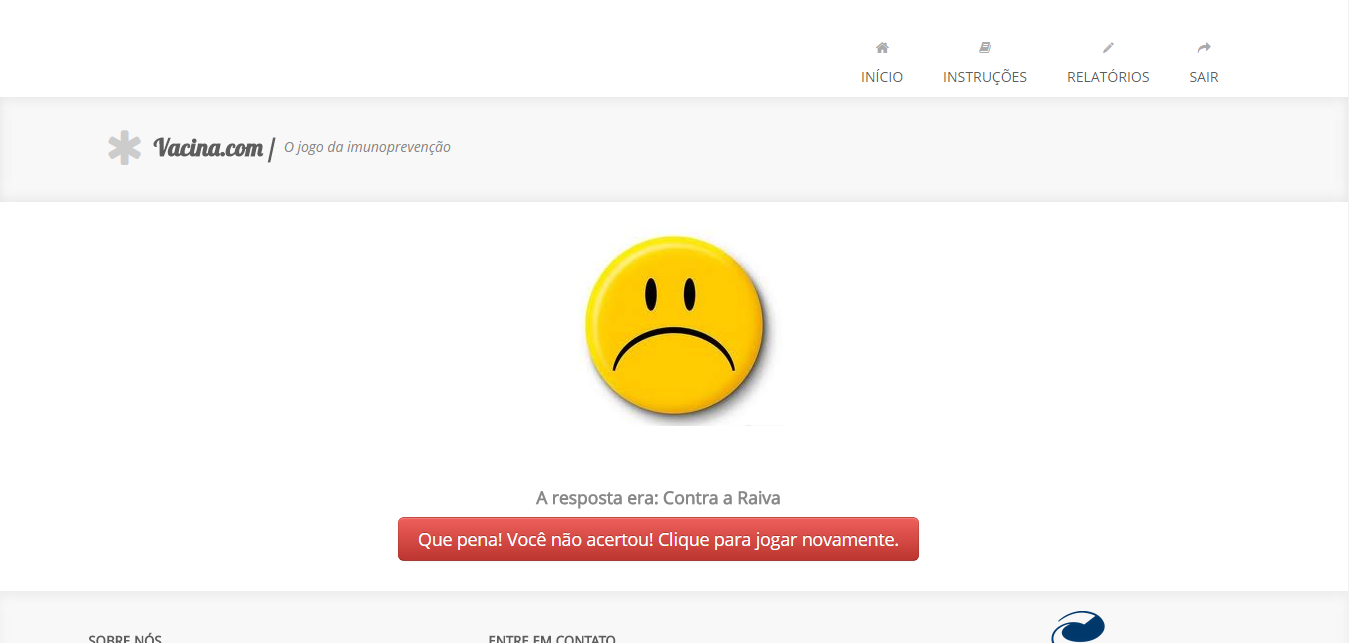 INÍCIO INSTRUÇÕES RELATÓRIOS SAIR
Vacina.com / O jogo da imunoprevenção
A resposta era: Contra a Raiva
Que pena! Você não acertou! Clique para jogar novamente.
SOBRE NÓS ENTRE EM CONTATO